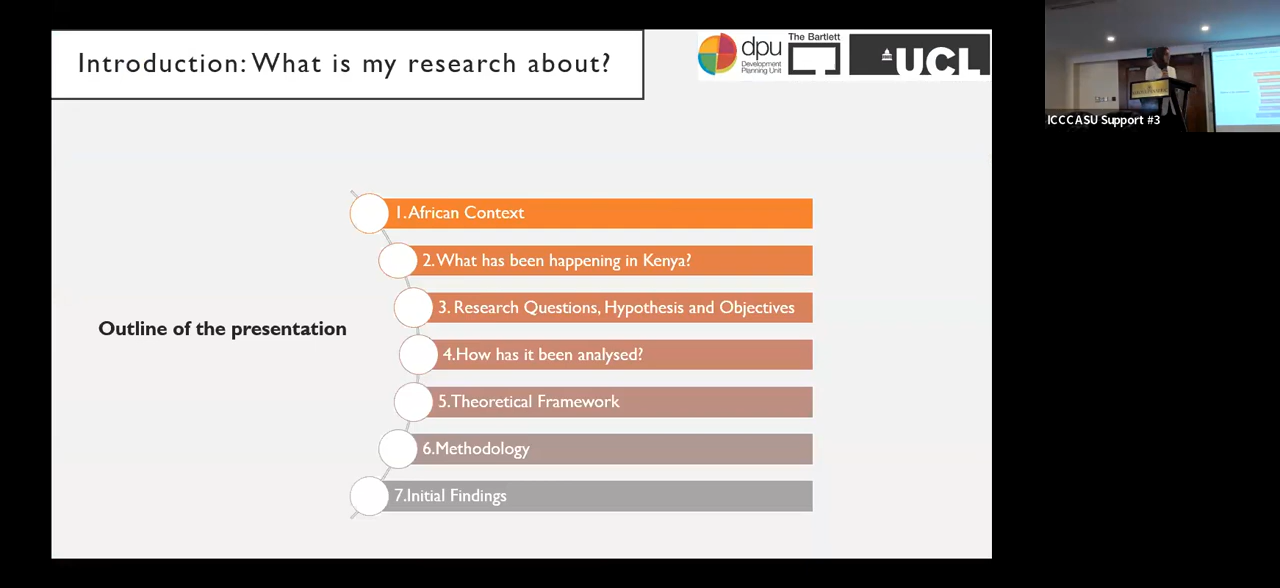 Introduction: What is my research about?
dpu
Development
Planning Unit
The Bartlett
UCL
ICCCASU Support #3
Outline of the presentation
1.African Context
2.What has been happening in Kenya?
3. Research Questions, Hypothesis and Objectives
4.How has it been analysed?
5.Theoretical Framework
6.Methodology
7.Initial Findings